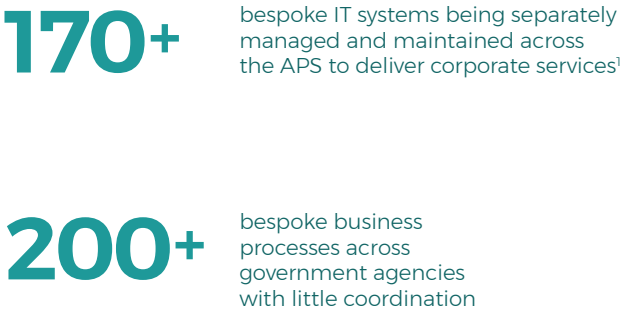 170+
bespoke IT systems being separately
managed and maintained across
the APS to deliver corporate services¹
200+
bespoke business
processes across
government agencies
with little coordination